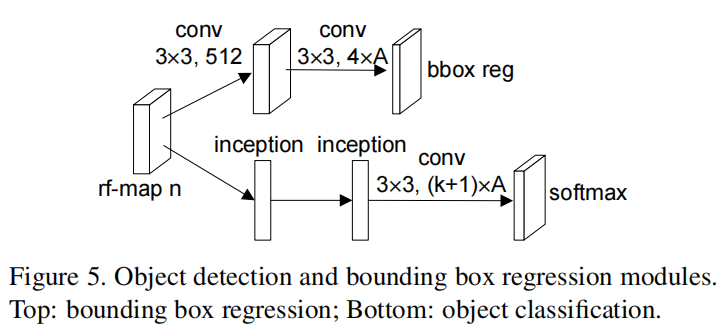 conv
3×3, 512
conv
3×3, 4×A
bbox reg
rf-map n
inception
inception
conv
3×3, (k+1)×A
softmax
Figure 5. Object detection and bounding box regression modules.
Top: bounding box regression; Bottom: object classification.